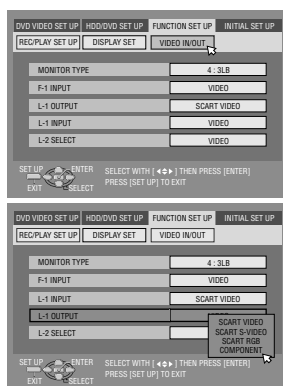 DVD VIDEO SET UP HDD/DVD SET UP FUNCTION SET UP INITIAL SET UP
REC/PLAY SET UP DISPLAY SET VIDEO IN/OUT
MONITOR TYPE 4 : 3LB
F-1 INPUT VIDEO
L-1 OUTPUT SCART VIDEO
L-1 INPUT VIDEO
L-2 SELECT VIDEO
SET UP ENTER SELECT WITH [ ] THEN PRESS [ENTER]
EXIT SELECT PRESS [SET UP] TO EXIT
DVD VIDEO SET UP HDD/DVD SET UP FUNCTION SET UP INITIAL SET UP
REC/PLAY SET UP DISPLAY SET VIDEO IN/OUT
MONITOR TYPE 4 : 3LB
F-1 INPUT VIDEO
L-1 INPUT SCART VIDEO
L-1 OUTPUT
L-2 SELECT
SCART VIDEO
SCART S-VIDEO
SCART RGB
COMPONENT
SET UP ENTER SELECT WITH [ ] THEN PRESS [ENTER]
EXIT SELECT PRESS [SET UP] TO EXIT